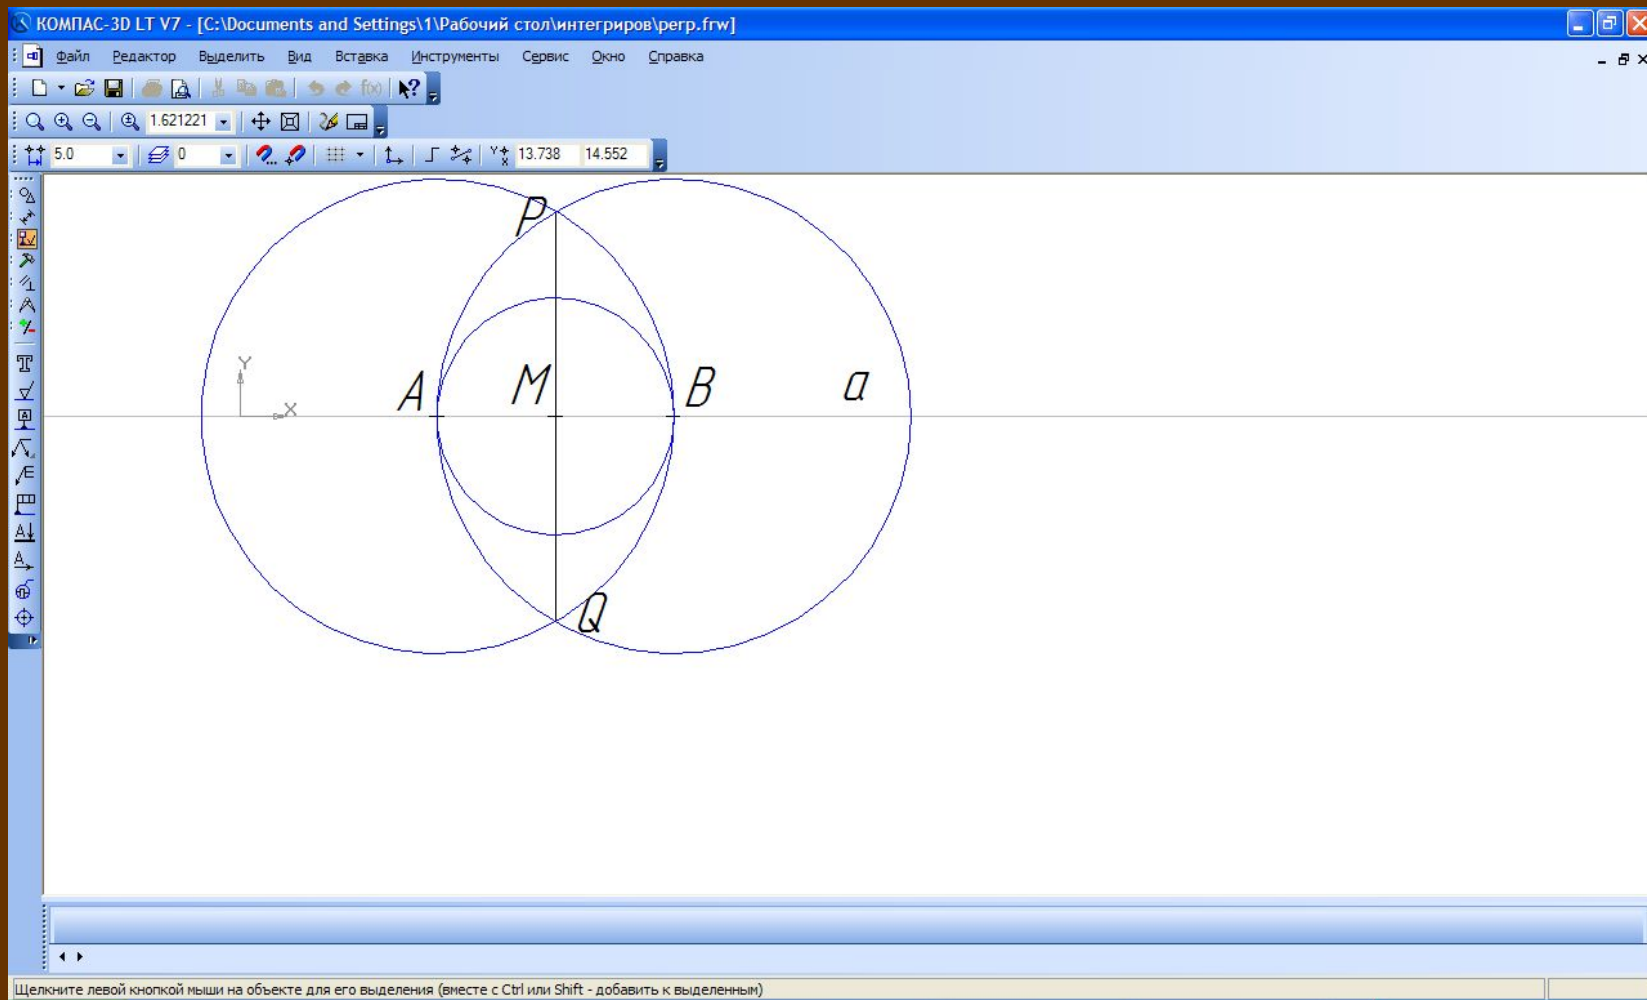 КОМПАС-3D LT V7 - [C:\Documents and Settings\1\Рабочий стол\интегриров\perp.frw]
Файл Редактор Выделить Вид Вставка Инструменты Сервис Окно Справка
1.621221
5.0 0 13.738 14.552
P
Y
X
A M B a
Q
Щелкните левой кнопкой мыши на объекте для его выделения (вместе с Ctrl или Shift - добавить к выделенным)